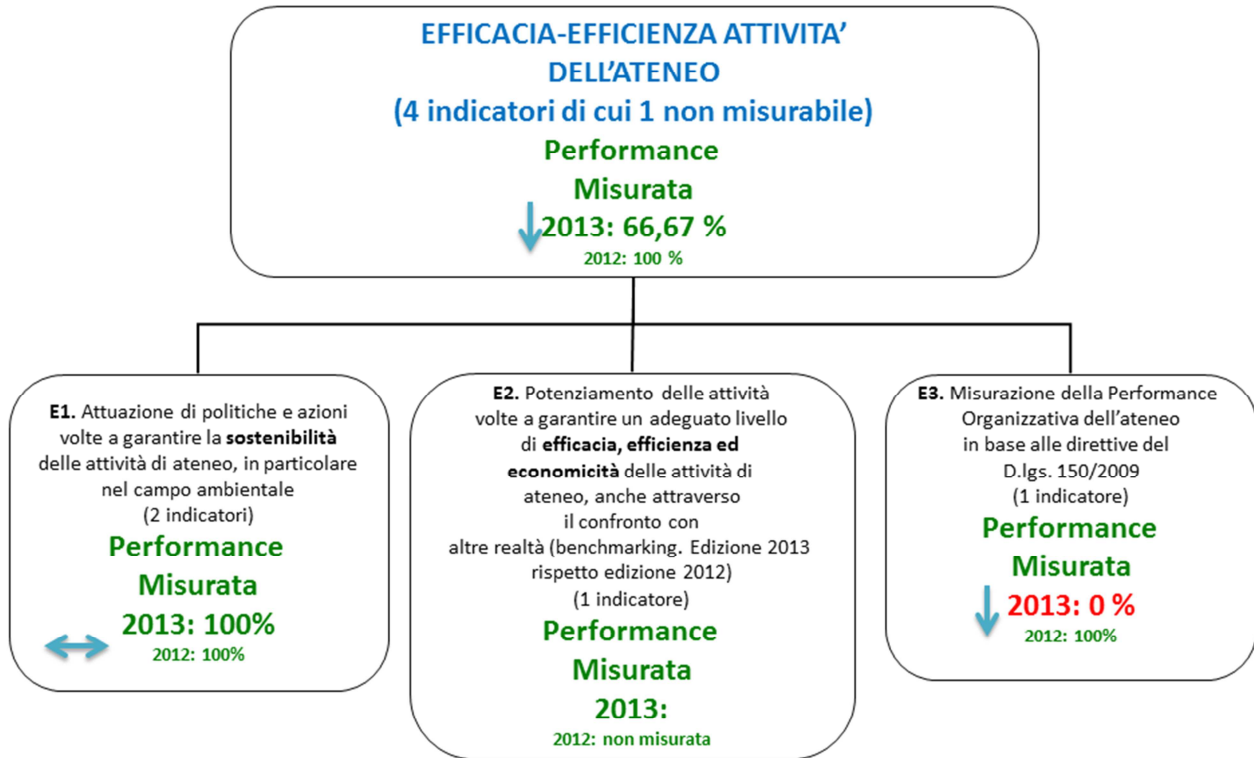 EFFICACIA-EFFICIENZA ATTIVITA’
DELL’ATENEO
(4 indicatori di cui 1 non misurabile)
Performance
Misurata
2013: 66,67 %
2012: 100 %
E1. Attuazione di politiche e azioni
volte a garantire la sostenibilità
delle attività di ateneo, in particolare
nel campo ambientale
(2 indicatori)
Performance
Misurata
2013: 100%
2012: 100%
E2. Potenziamento delle attività
volte a garantire un adeguato livello
di efficacia, efficienza ed
economicità delle attività di
ateneo, anche attraverso
il confronto con
altre realtà (benchmarking. Edizione 2013
rispetto edizione 2012)
(1 indicatore)
Performance
Misurata
2013:
2012: non misurata
E3. Misurazione della Performance
Organizzativa dell’ateneo
in base alle direttive del
D.lgs. 150/2009
(1 indicatore)
Performance
Misurata
2013: 0 %
2012: 100%